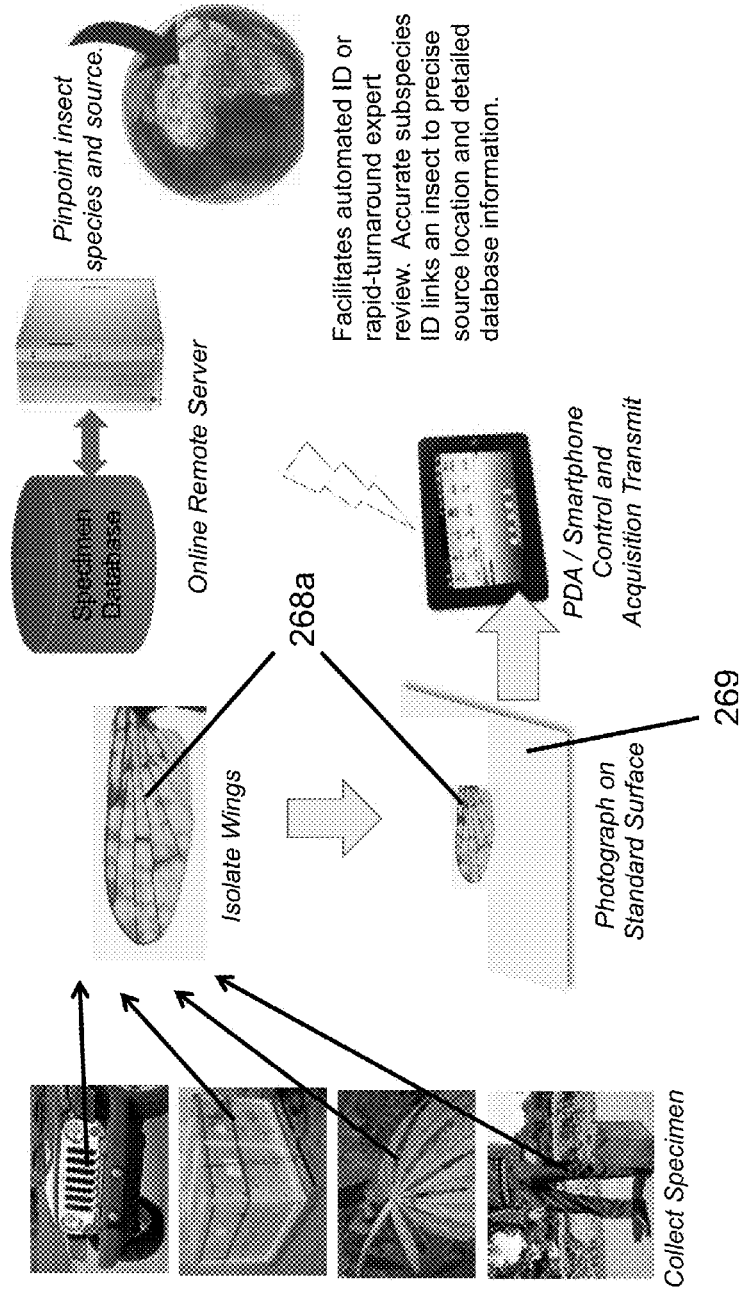 Collect Specimen
Isolate Wings
268a
Photograph on
Standard Surface
269
PDA / Smartphone
Control and
Acquisition Transmit
Specimen
Database
Online Remote Server
Pinpoint insect
species and source.
Facilitates automated ID or
rapid-turnaround expert
review.  Accurate subspecies
ID links an insect to precise
source location and detailed
database information.